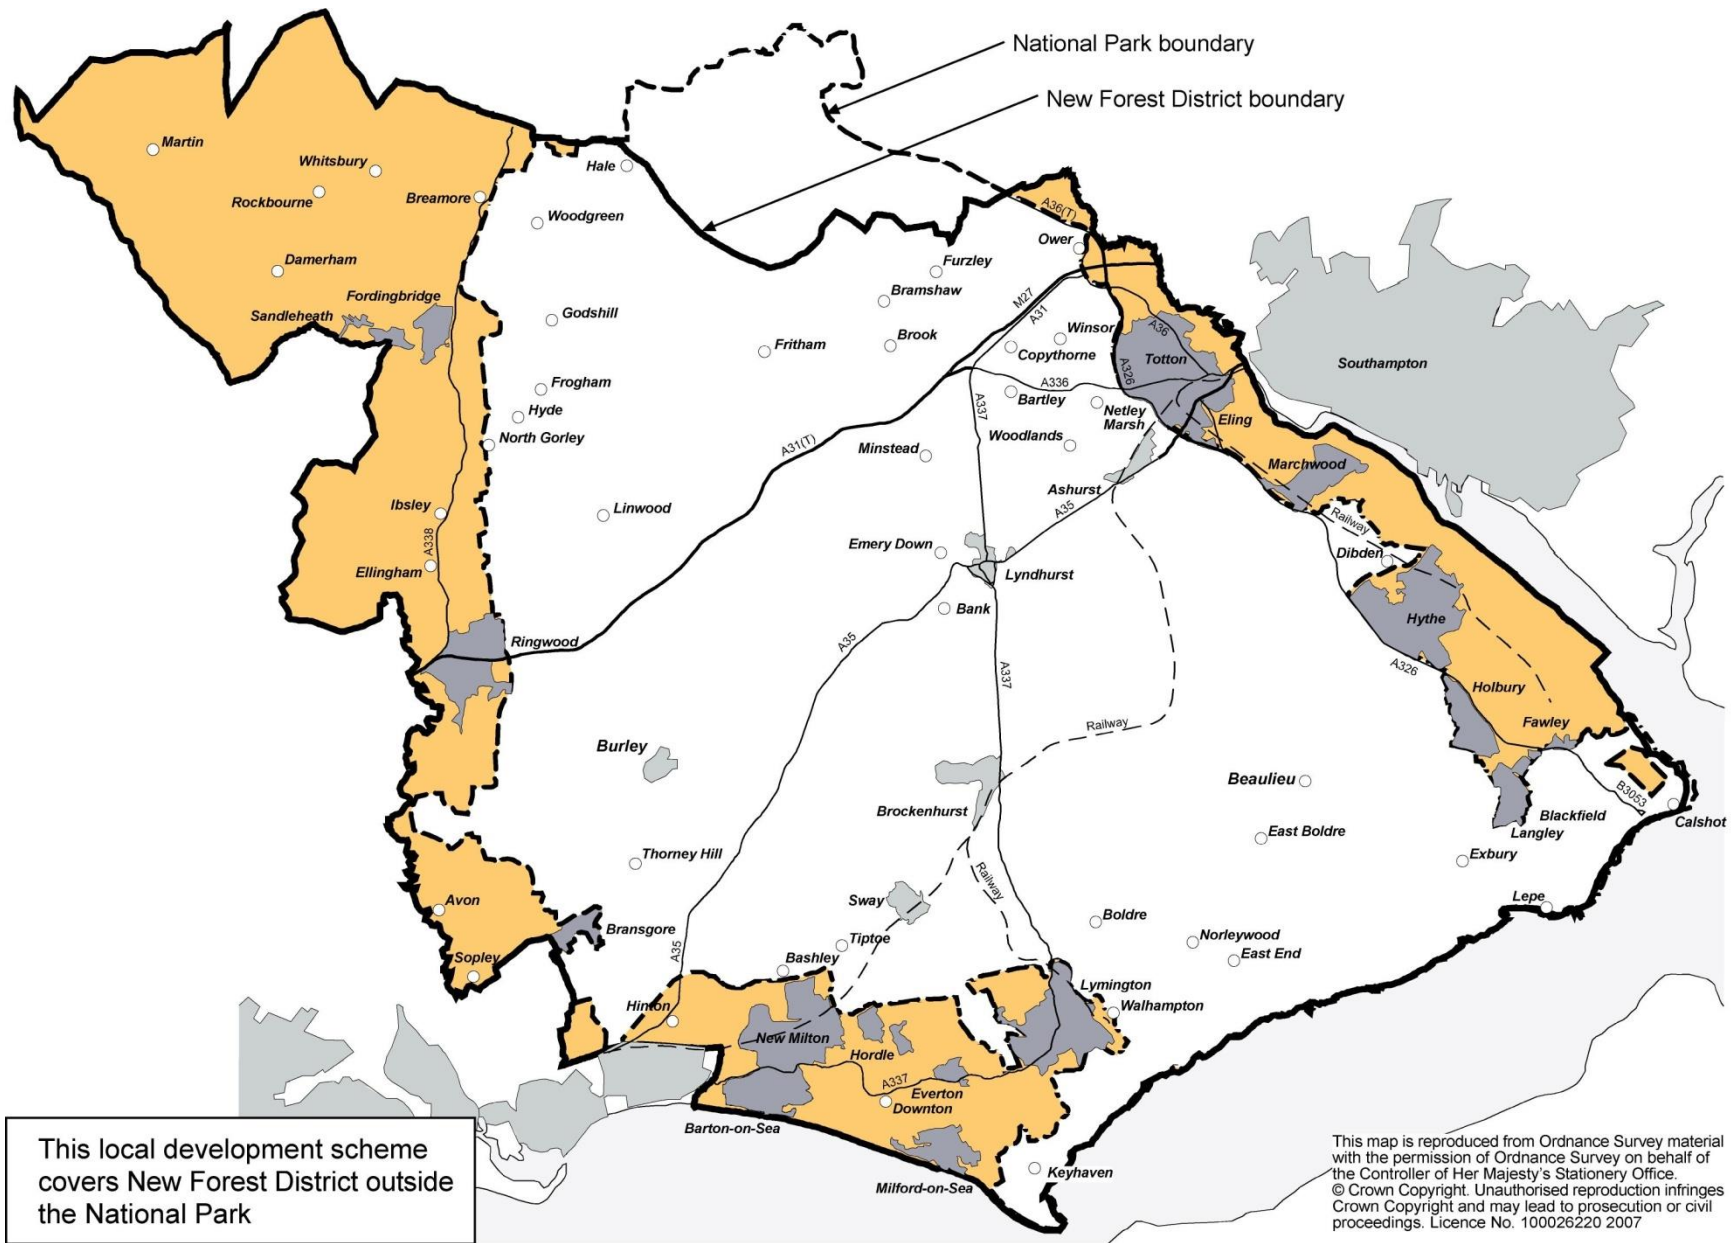 National Park boundary
New Forest District boundary
Martin
Whitsbury
Rockbourne
Breamore
Hale
Woodgreen
Damerham
A36(T)
Ower
Furzley
Bramshaw
M27
A31
Fordingbridge
Sandleheath
Godshill
Fritham
Brook
Winsor
Copythorne
A36
Totton
A326
Southampton
Frogham
Hyde
North Gorley
A336
A337
Bartley
Netley
Marsh
Eling
A31(T)
Minstead
Woodlands
Marchwood
Ashurst
A35
Ibsley
Linwood
Railway
A338
Ellingham
Emery Down
Lyndhurst
Dibden
Bank
Hythe
Ringwood
A35
A337
A326
Holbury
Railway
Fawley
Burley
Beaulieu
B3053
Brockenhurst
Blackfield
Langley
Calshot
East Boldre
Exbury
Thorney Hill
Railway
Sway
Avon
Lepe
Bransgore
Boldre
Norleywood
East End
A35
Tiptoe
Bashley
Sopley
Hinton
Lymington
Walhampton
New Milton
Hordle
A337
Everton
Downton
Barton-on-Sea
Keyhaven
Milford-on-Sea
This local development scheme
covers New Forest District outside
the National Park
This map is reproduced from Ordnance Survey material
with the permission of Ordnance Survey on behalf of
the Controller of Her Majesty's Stationery Office.
© Crown Copyright. Unauthorised reproduction infringes
Crown Copyright and may lead to prosecution or civil
proceedings. Licence No. 100026220 2007